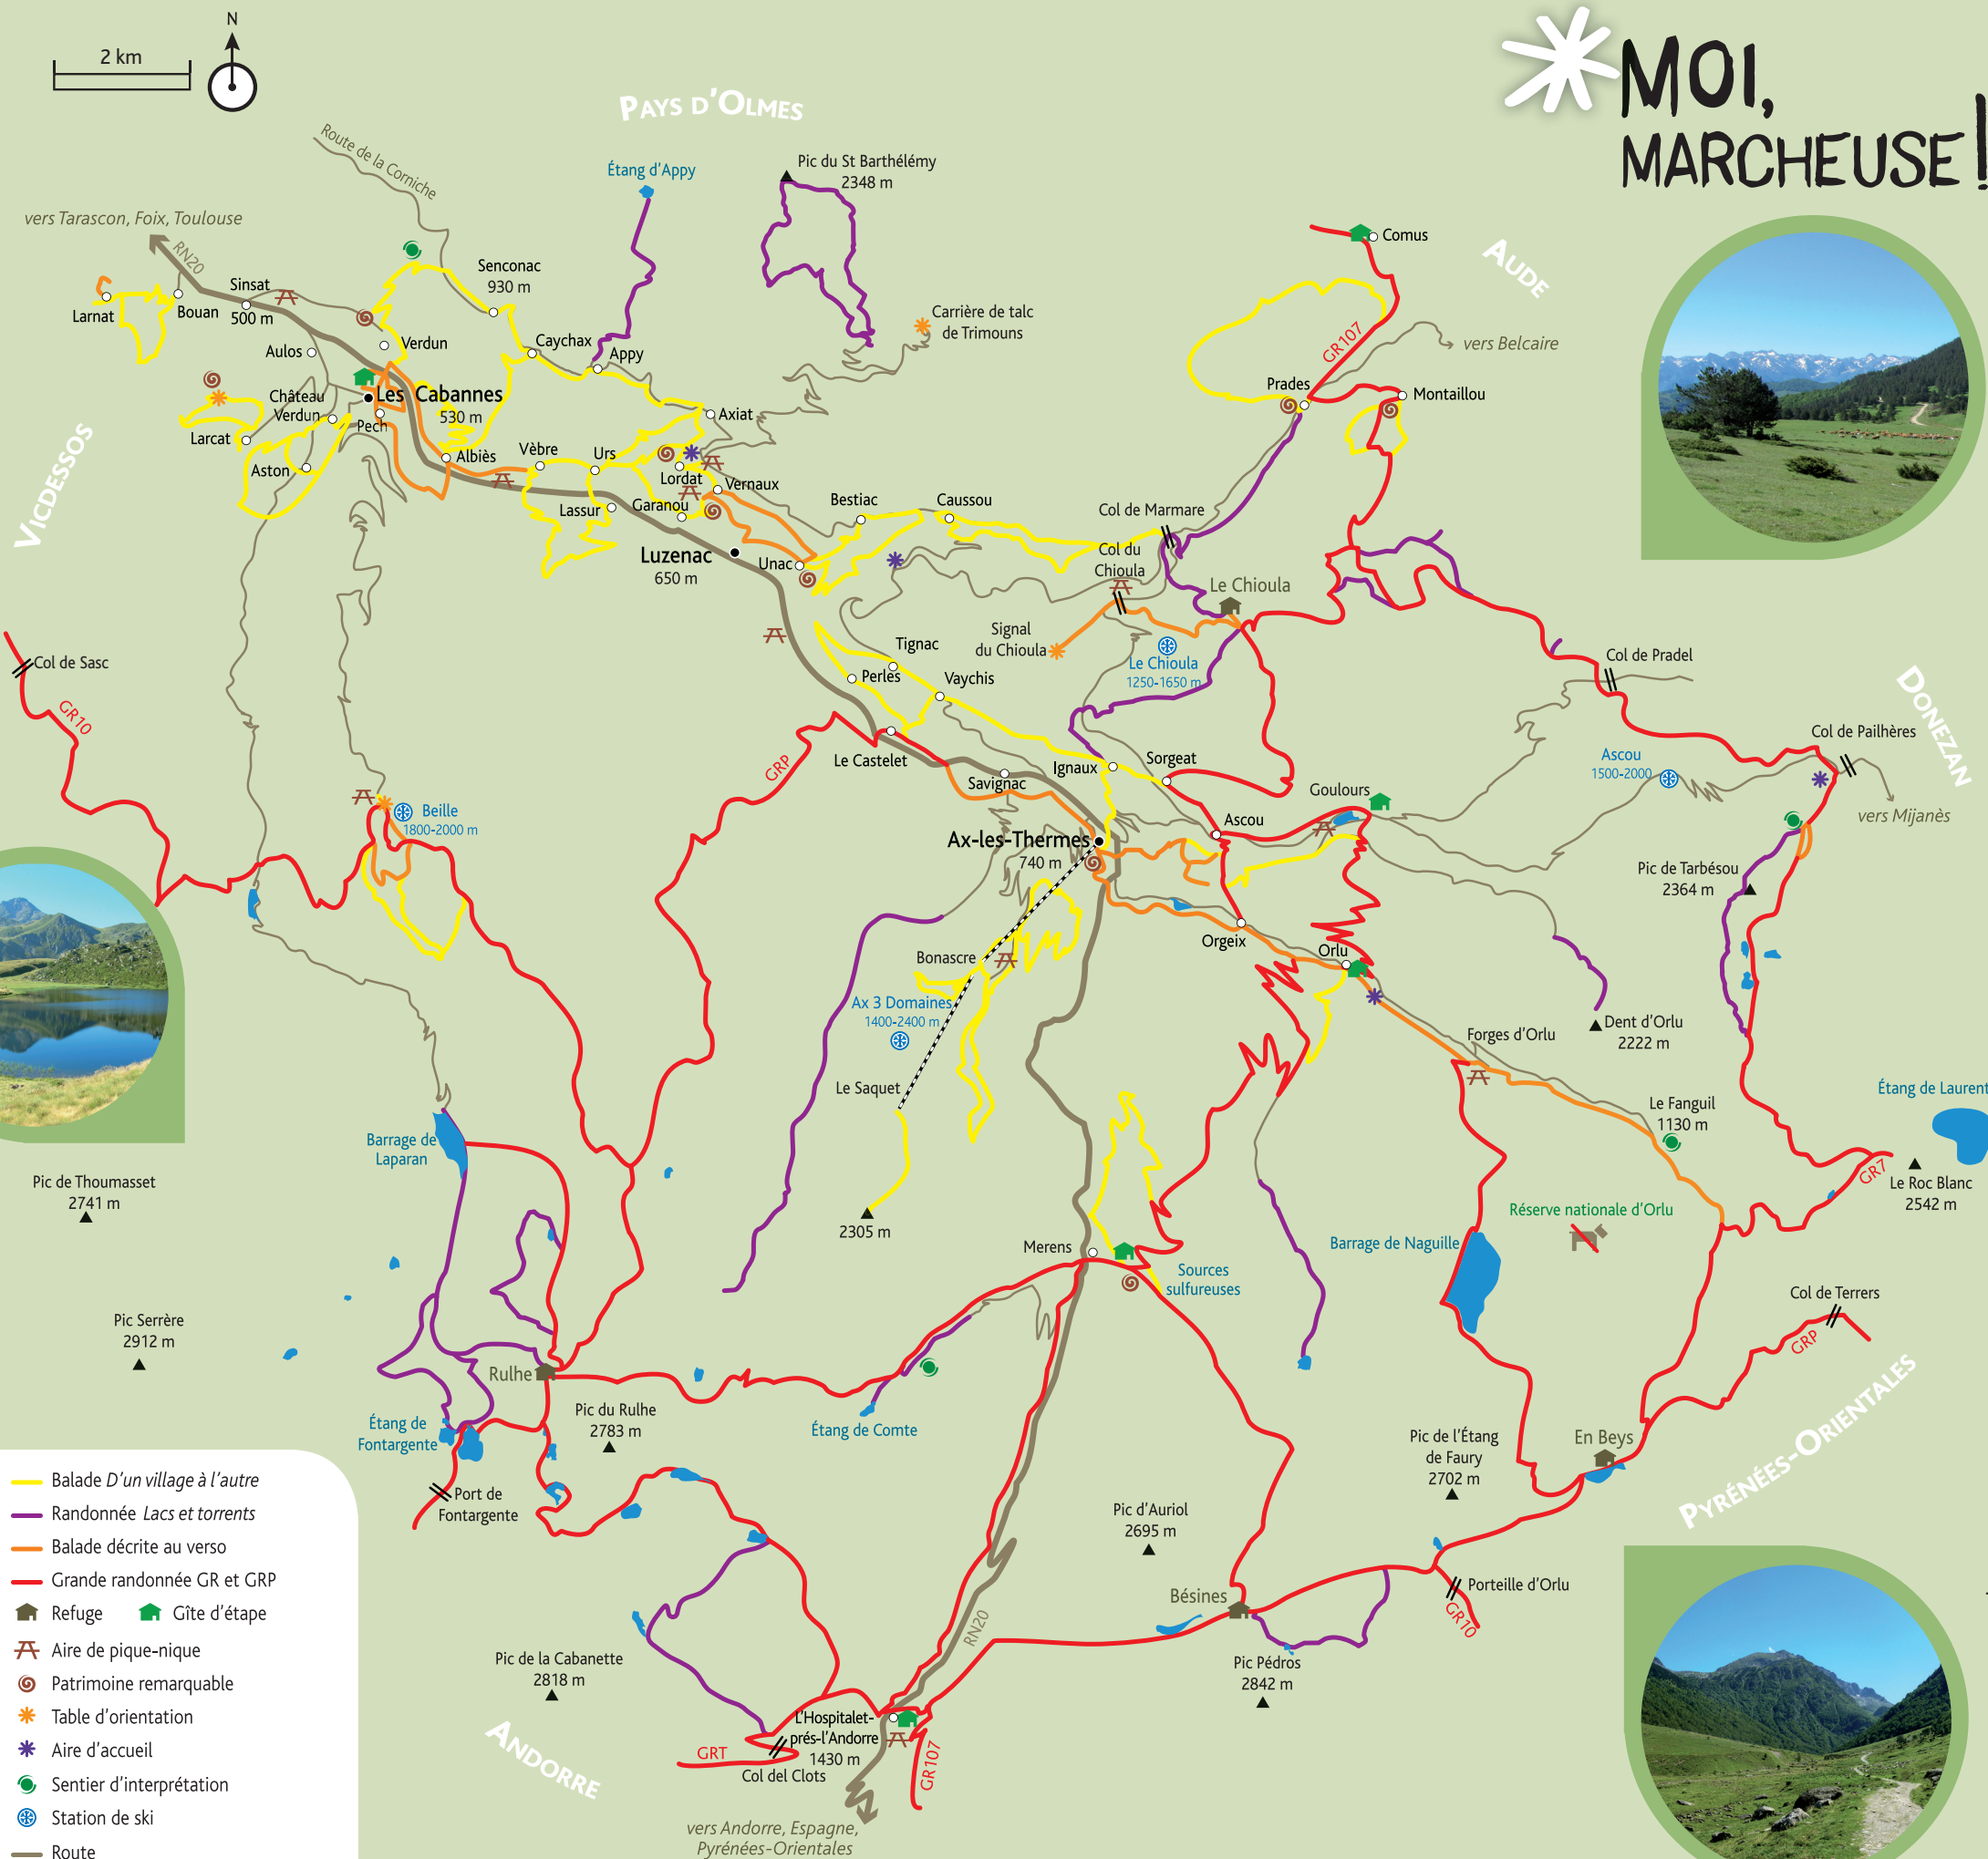 2 km
N
MOI,
MARCHEUSE!
PAYS D'OLMES
Route de la Corniche
Étang d'Appy
Pic du St Barthélémy
2348 m
vers Tarascon, Foix, Toulouse
RN20
Comus
AUDE
Sinsat
500 m
Senconac
930 m
Larnat
Bouan
Carrière de talc
de Trimouns
GR107
vers Belcaire
Aulos
Verdun
Caychax
Appy
Prades
Montaillou
Château
Verdun
Les Cabannes
530 m
Pech
Axiat
Larcat
Aston
Albiès
Vèbre
Urs
Lordat
Vernaux
VICDESSOS
Lassur
Garanou
Bestiac
Caussou
Col de Marmare
Luzenac
650 m
Unac
Col du
Chioula
Le Chioula
Signal
du Chioula
Tignac
Le Chioula
1250-1650 m
Col de Sasc
Perles
Vaychis
Col de Pradel
DONEZAN
GR10
Col de Pailhères
GRP
Le Castelet
Savignac
Ignaux
Sorgeat
Ascou
1500-2000
Goulours
Beille
1800-2000 m
Ascou
vers Mijanès
Ax-les-Thermes
740 m
Pic de Tarbésou
2364 m
Orgeix
Orlu
Bonascre
Ax 3 Domaines
1400-2400 m
Dent d'Orlu
2222 m
Forges d'Orlu
Le Saquet
Étang de Laurent
Le Fanguil
1130 m
Barrage de
Laparan
GR7
Le Roc Blanc
2542 m
Pic de Thoumasset
2741 m
2305 m
Réserve nationale d'Orlu
Merens
Barrage de Naguille
Sources
sulfureuses
Col de Terrers
Pic Serrère
2912 m
GRP
Rulhe
Pic du Rulhe
2783 m
Étang de
Fontargente
Étang de Comte
Pic de l'Étang
de Faury
2702 m
En Beys
PYRÉNÉES-ORIENTALES
Port de
Fontargente
Pic d'Auriol
2695 m
Bésines
Porteille d'Orlu
GR10
RN20
Pic de la Cabanette
2818 m
Pic Pédros
2842 m
L'Hospitalet-
prés-l'Andorre
1430 m
GRT
Col del Clots
GR107
ANDORRE
vers Andorre, Espagne,
Pyrénées-Orientales
Balade D'un village à l'autre
Randonnée Lacs et torrents
Balade décrite au verso
Grande randonnée GR et GRP
Refuge Gîte d'étape
Aire de pique-nique
Patrimoine remarquable
Table d'orientation
Aire d'accueil
Sentier d'interprétation
Station de ski
Route